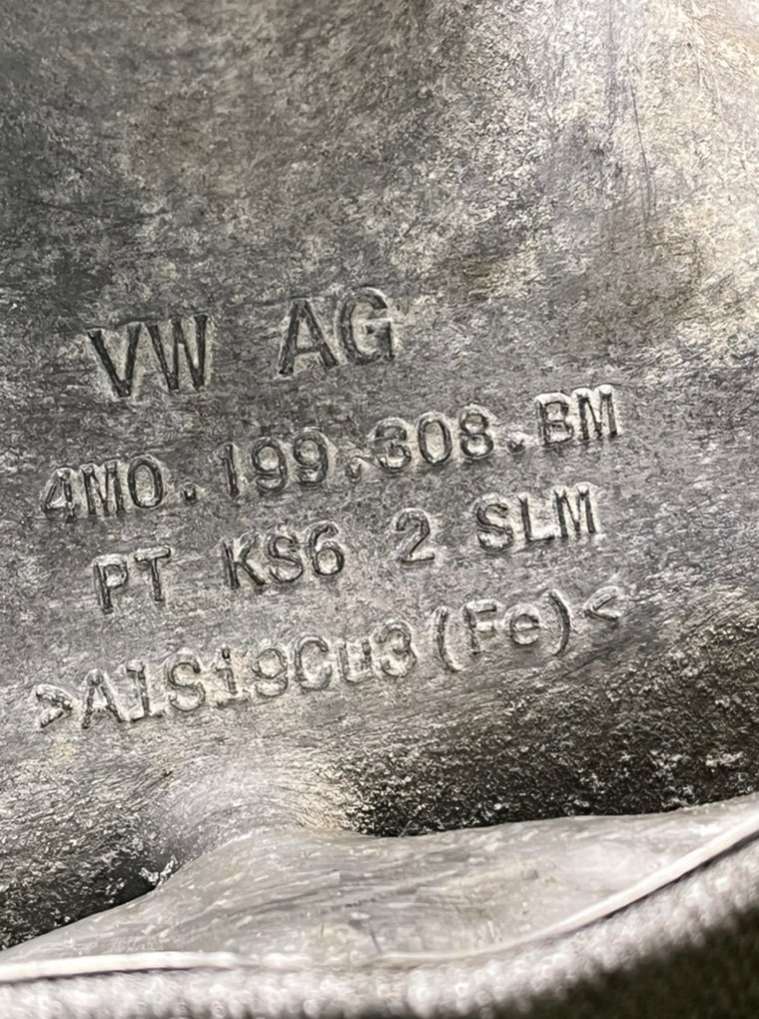 VW AG
4M0.199.308.BM
PT KS6 2 SLM
>AlSi9Cu3(Fe)<